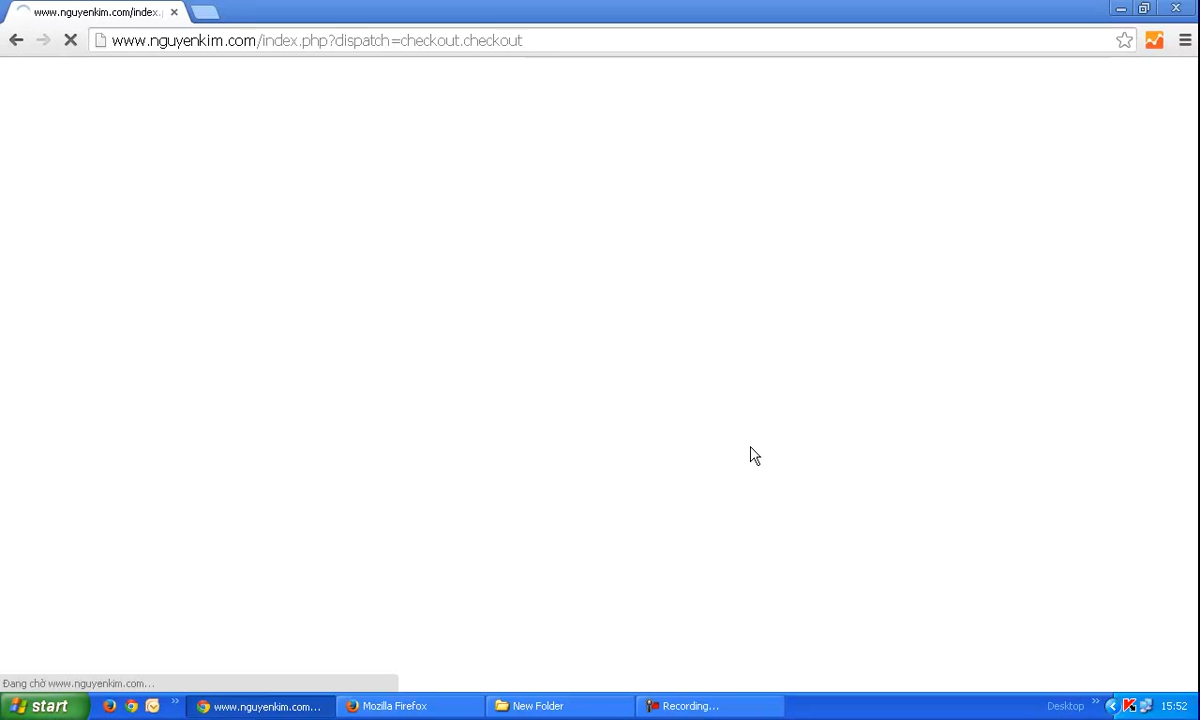 www.nguyenkim.com/index.
www.nguyenkim.com/index.php?dispatch=checkout.checkout
Đang chờ www.nguyenkim.com...
start
www.nguyenkim.com...
Mozilla Firefox
New Folder
Recording...
Desktop
15:52